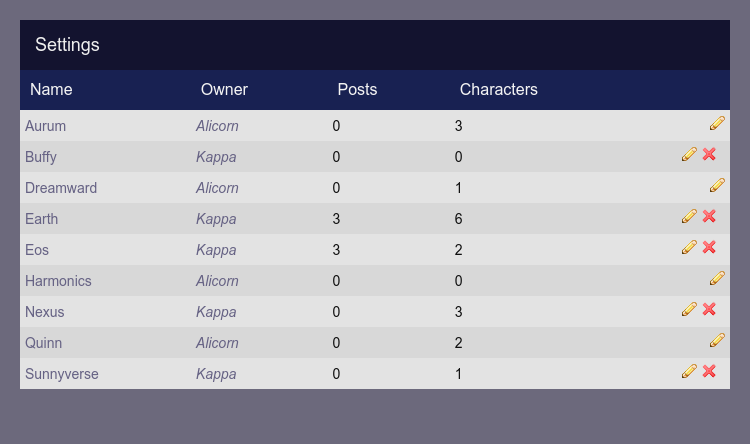 Settings
Name Owner Posts Characters
Aurum Alicorn 0 3
Buffy Kappa 0 0
Dreamward Alicorn 0 1
Earth Kappa 3 6
Eos Kappa 3 2
Harmonics Alicorn 0 0
Nexus Kappa 0 3
Quinn Alicorn 0 2
Sunnyverse Kappa 0 1